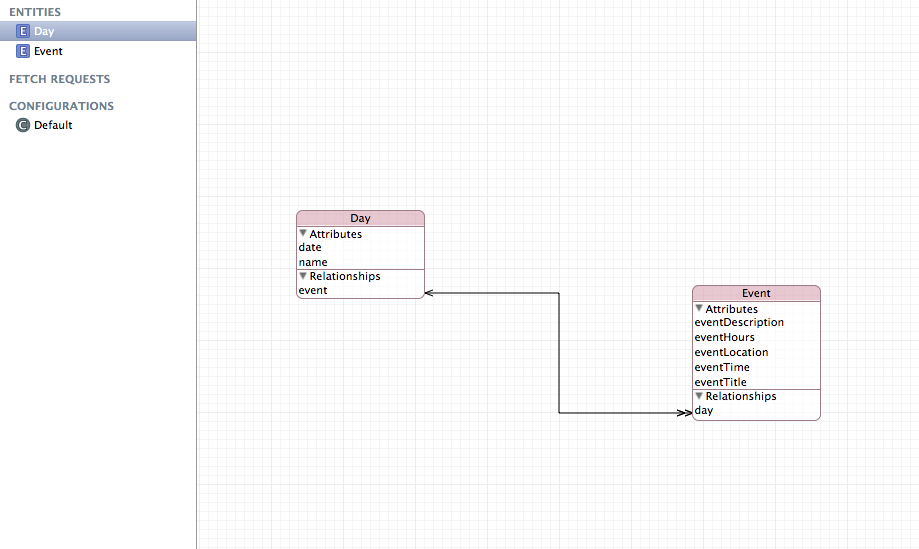 ENTITIES
E Day
E Event
FETCH REQUESTS
CONFIGURATIONS
C Default
Day
Attributes
date
name
Relationships
event
Event
Attributes
eventDescription
eventHours
eventLocation
eventTime
eventTitle
Relationships
day